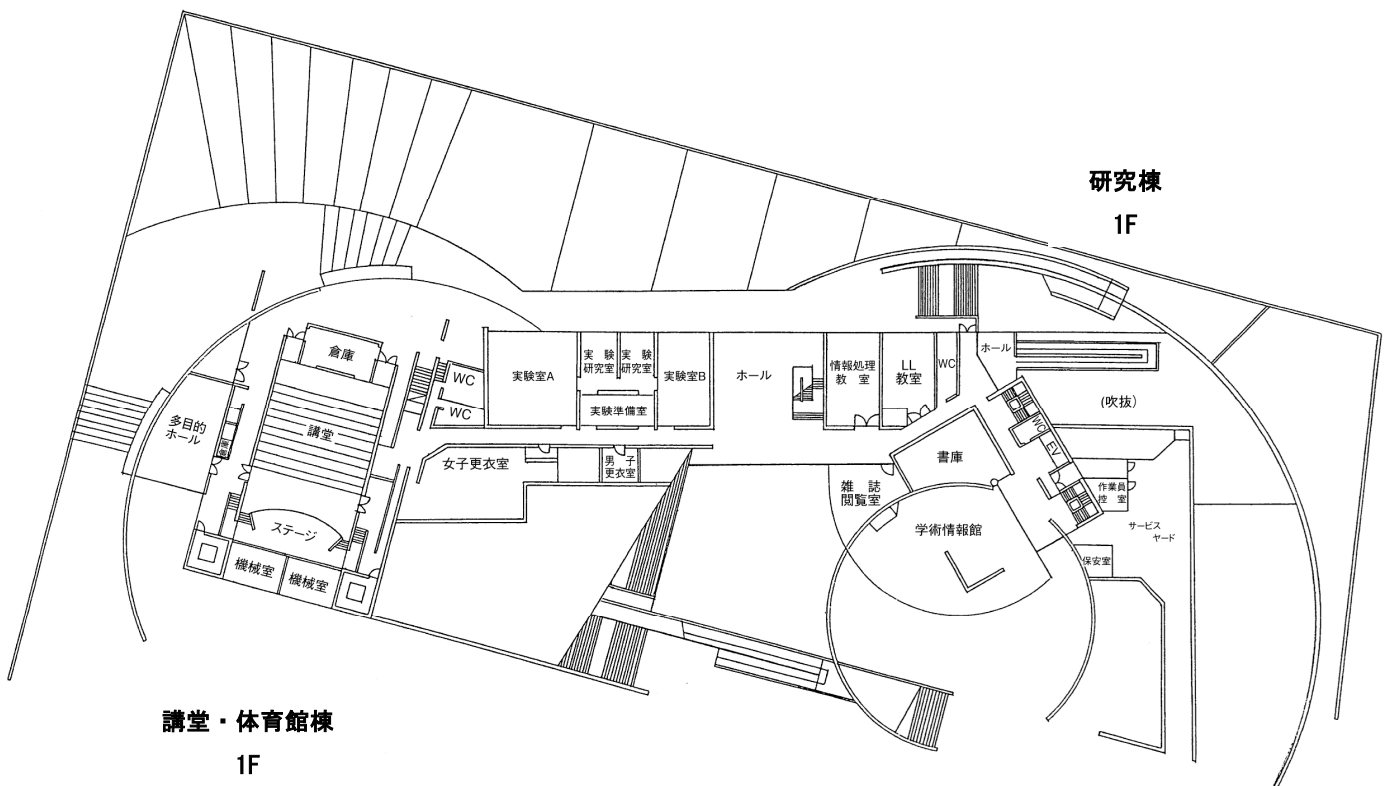 研究棟
1F
倉庫
講堂
多目的
ホール
ステージ
機械室
機械室
WC
WC
実験室A
実　験
研究室
実　験
研究室
実験準備室
実験室B
ホール
情報処理
教　室
LL
教室
WC
ホール
(吹抜)
女子更衣室
男　子
更衣室
雑　誌
閲覧室
書庫
WC
EV
作業員
控　室
サービス
ヤード
保安室
学術情報館
講堂・体育館棟
1F